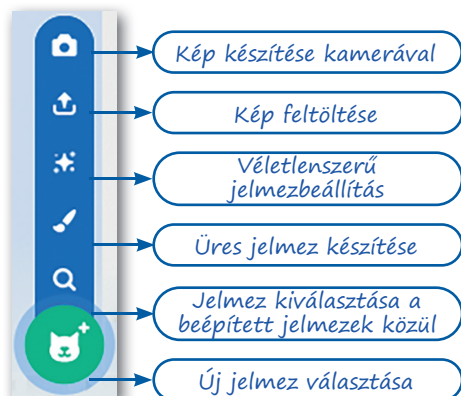 Kép készítése kamerával
Kép feltöltése
Véletlenszerű
jelmezbeállítás
Üres jelmez készítése
Jelmez kiválasztása a
beépített jelmezek közül
Új jelmez választása